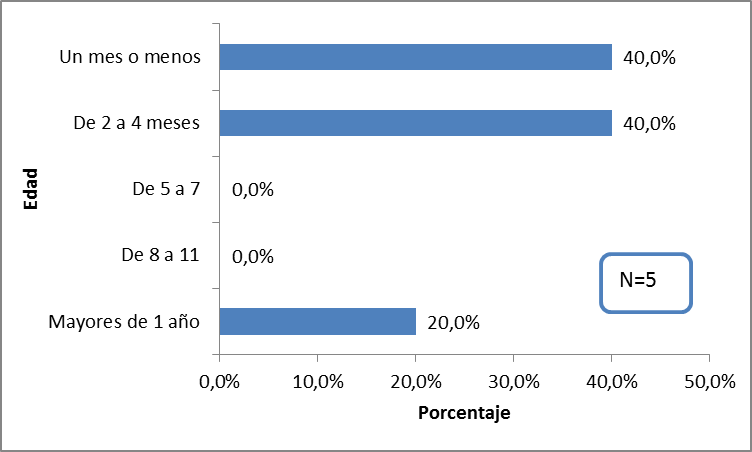 Un mes o menos 40,0%
De 2 a 4 meses 40,0%
De 5 a 7 0,0%
De 8 a 11 0,0%
Mayores de 1 año 20,0%
Edad
N=5
0,0% 10,0% 20,0% 30,0% 40,0% 50,0%
Porcentaje